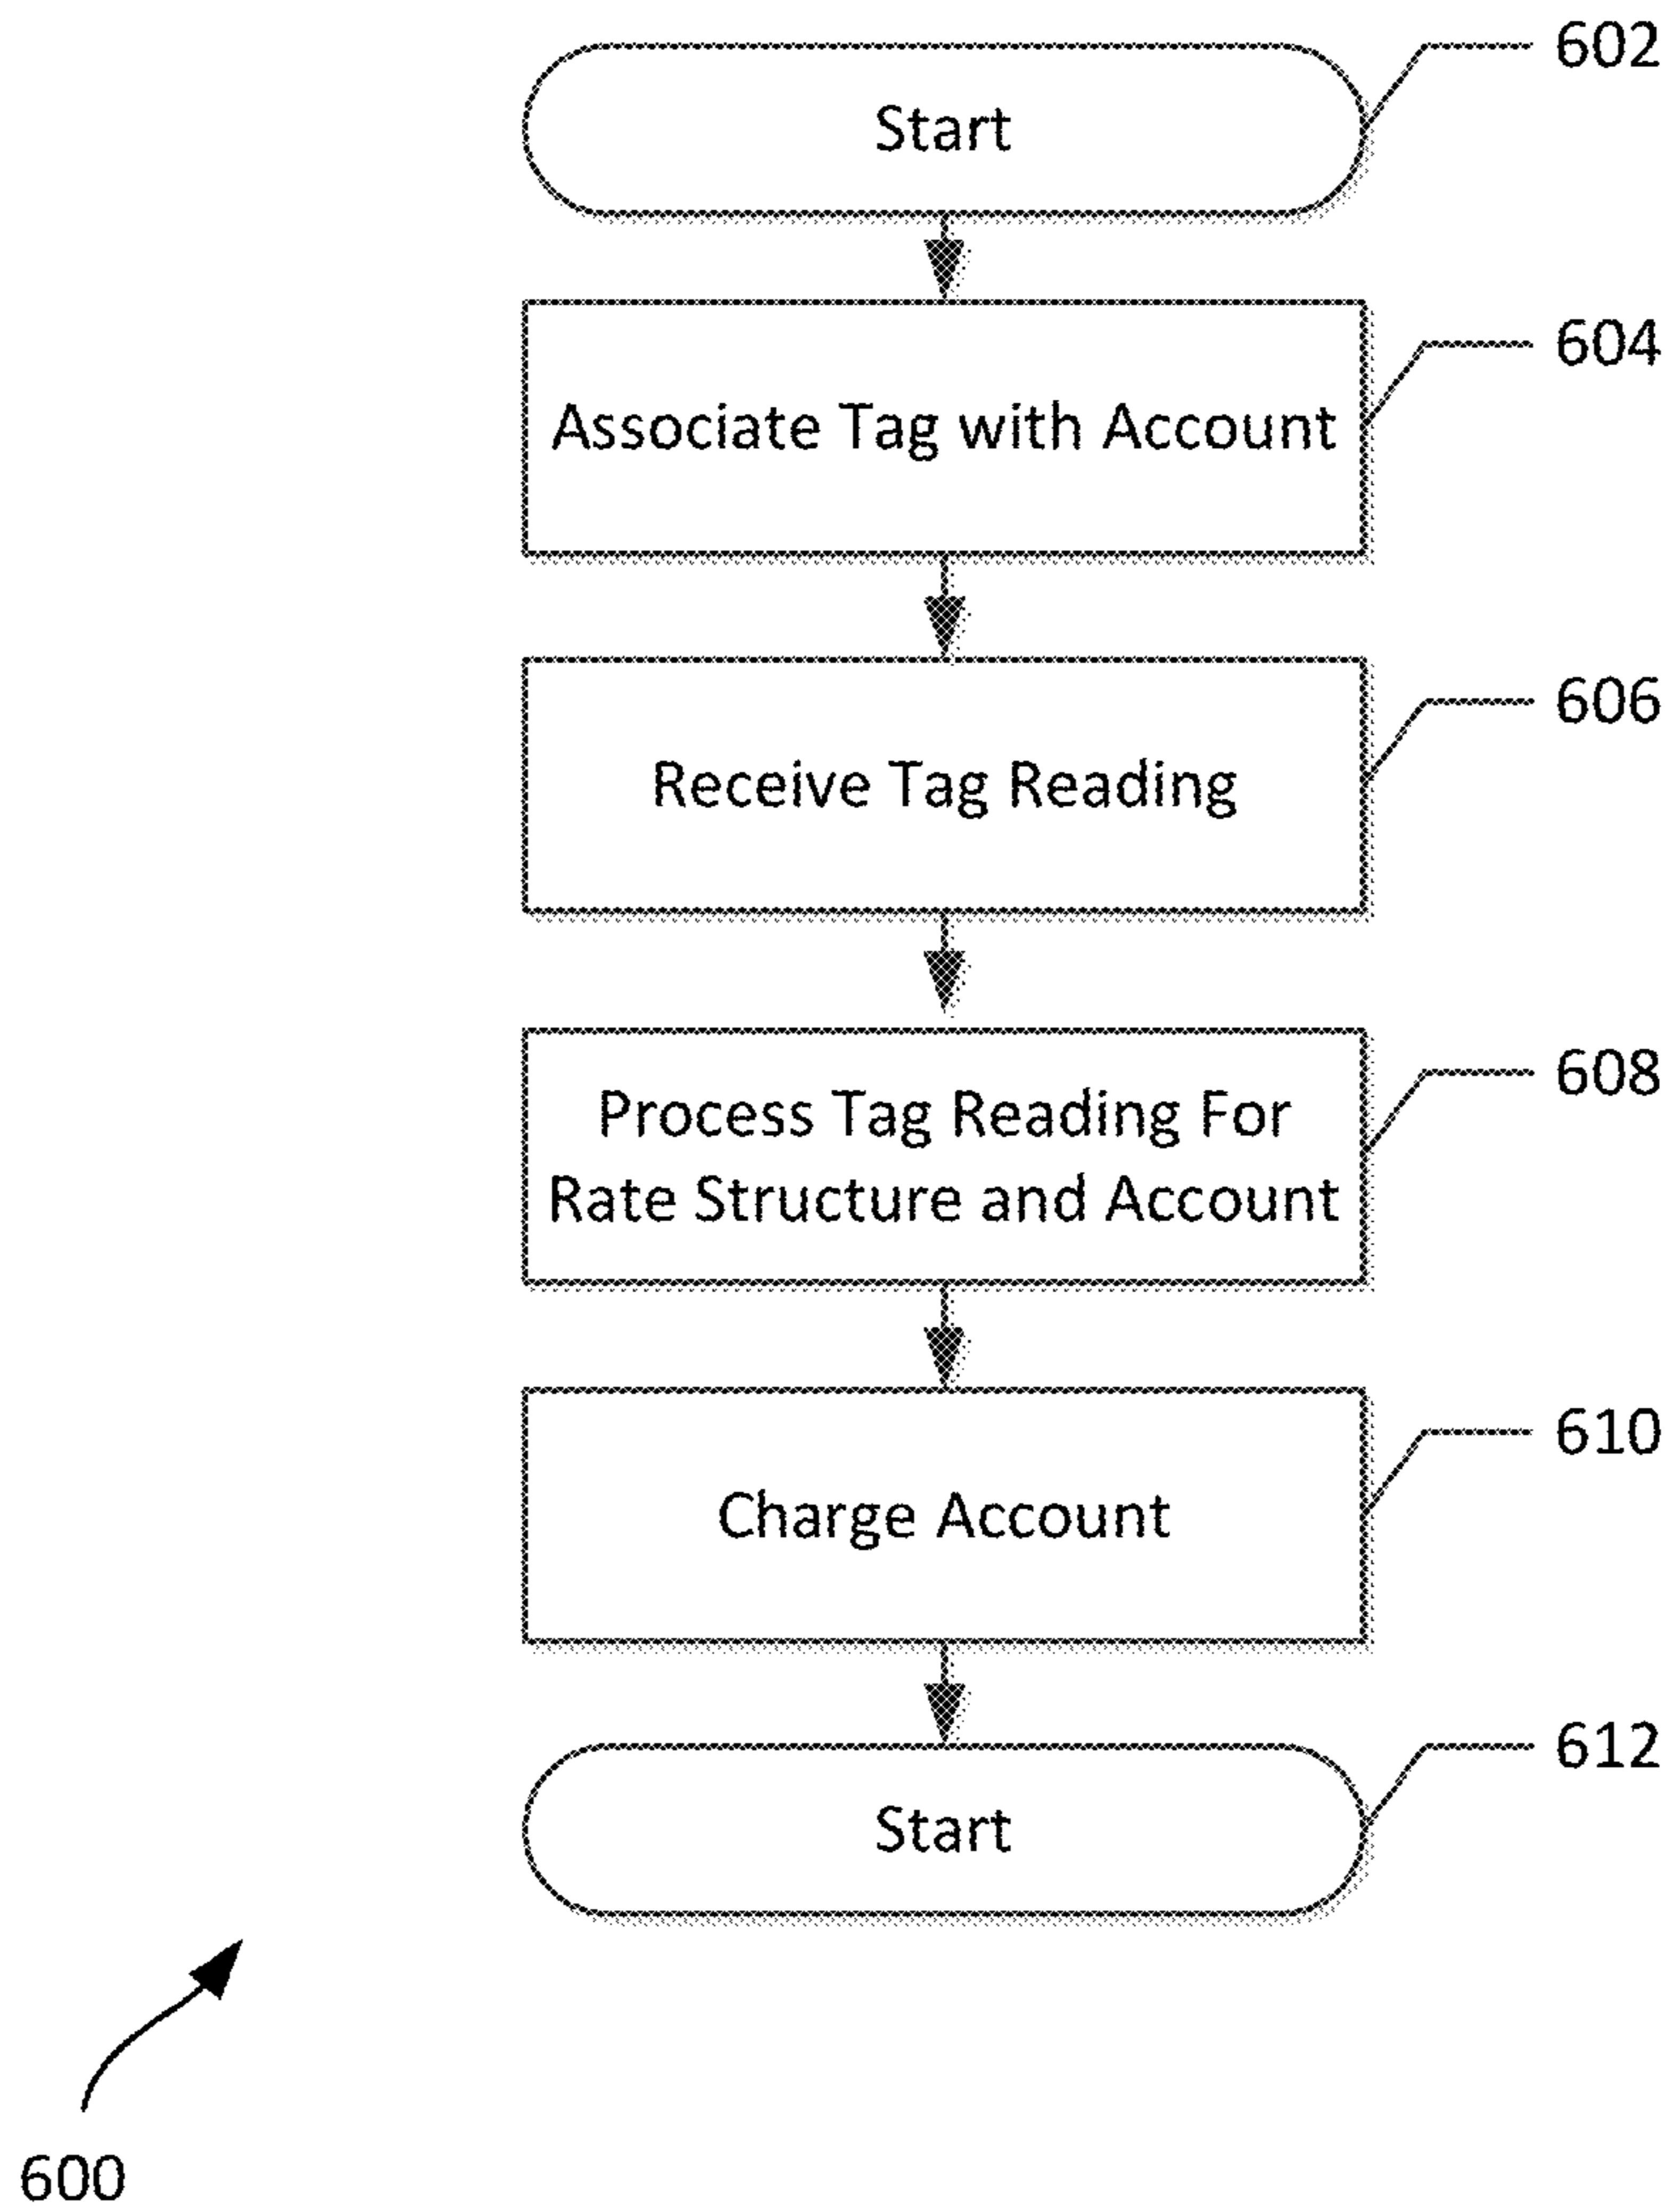 602
Start
604
Associate Tag with Account
606
Receive Tag Reading
608
Process Tag Reading For
Rate Structure and Account
610
Charge Account
612
Start
600